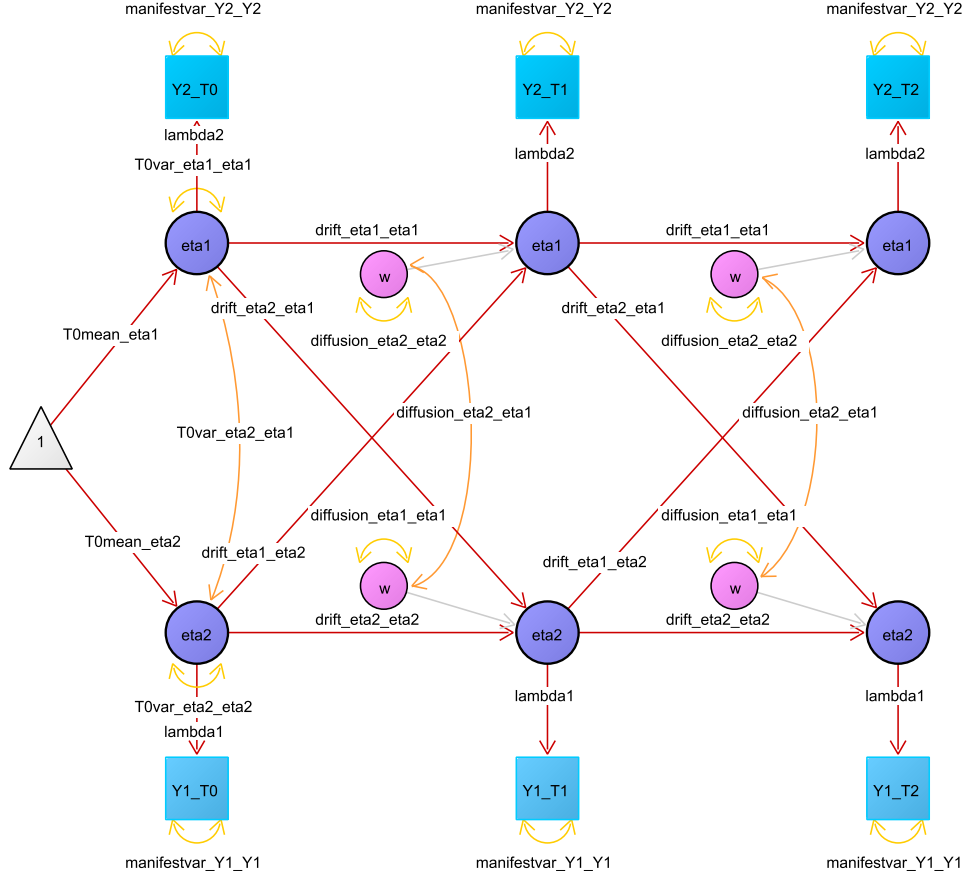 manifestvar_Y2_Y2
manifestvar_Y2_Y2
manifestvar_Y2_Y2
Y2_T0
Y2_T1
Y2_T2
lambda2
lambda2
lambda2
T0var_eta1_eta1
drift_eta1_eta1
drift_eta1_eta1
eta1
eta1
eta1
w
w
drift_eta2_eta1
drift_eta2_eta1
T0mean_eta1
diffusion_eta2_eta2
diffusion_eta2_eta2
diffusion_eta2_eta1
diffusion_eta2_eta1
T0var_eta2_eta1
1
diffusion_eta1_eta1
diffusion_eta1_eta1
T0mean_eta2
drift_eta1_eta2
drift_eta1_eta2
w
w
drift_eta2_eta2
drift_eta2_eta2
eta2
eta2
eta2
lambda1
lambda1
T0var_eta2_eta2
lambda1
Y1_T0
Y1_T1
Y1_T2
manifestvar_Y1_Y1
manifestvar_Y1_Y1
manifestvar_Y1_Y1